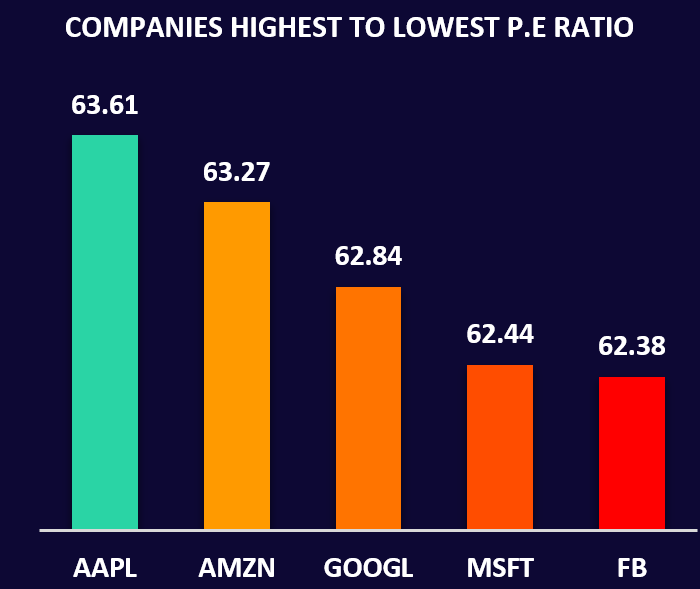 COMPANIES HIGHEST TO LOWEST P.E RATIO
63.61
63.27
62.84
62.44
62.38
AAPL AMZN GOOGL MSFT FB